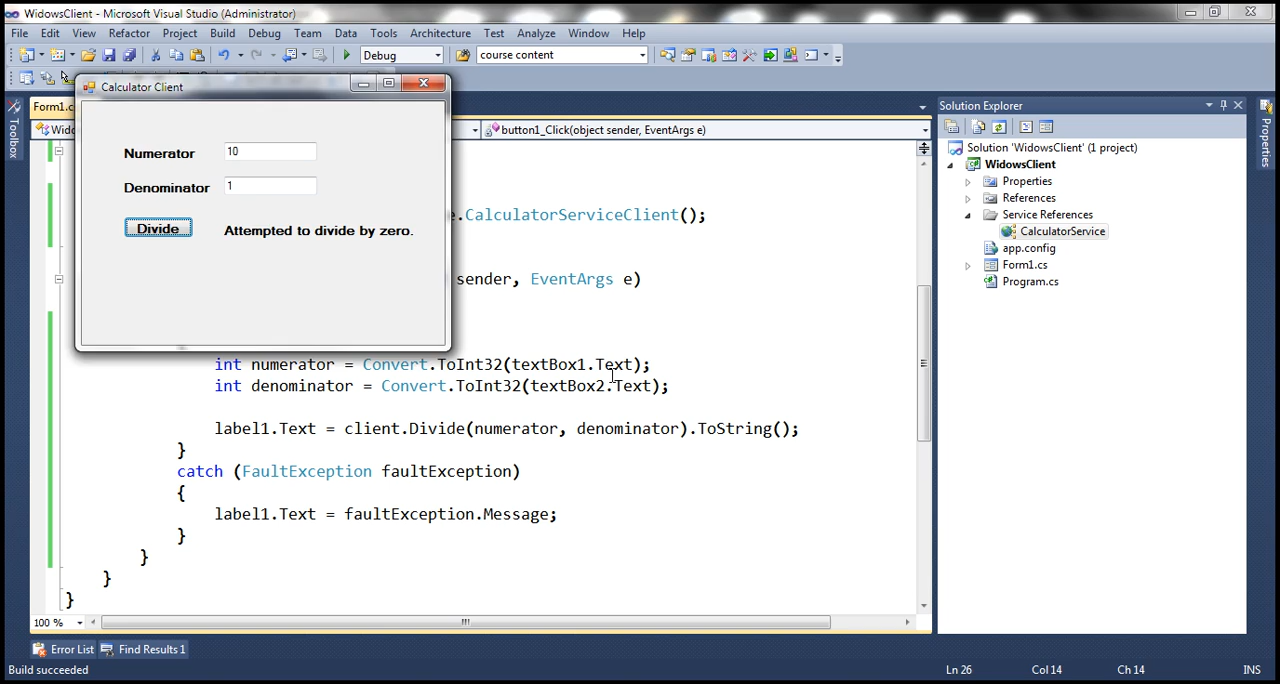 WidowsClient - Microsoft Visual Studio (Administrator)
File Edit View Refactor Project Build Debug Team Data Tools Architecture Test Analyze Window Help
Debug course content
Calculator Client
Numerator 10
Denominator 1
Divide Attempted to divide by zero.
Form1.c
button1_Click(object sender, EventArgs e)
Toolbox
.CalculatorServiceClient();
sender, EventArgs e)
int numerator = Convert.ToInt32(textBox1.Text);
int denominator = Convert.ToInt32(textBox2.Text);
label1.Text = client.Divide(numerator, denominator).ToString();
}
catch (FaultException faultException)
{
label1.Text = faultException.Message;
}
}
}
}
100 %
Solution Explorer
Solution 'WidowsClient' (1 project)
WidowsClient
Properties
References
Service References
CalculatorService
app.config
Form1.cs
Program.cs
Properties
Error List Find Results 1
Build succeeded Ln 26 Col 14 Ch 14 INS